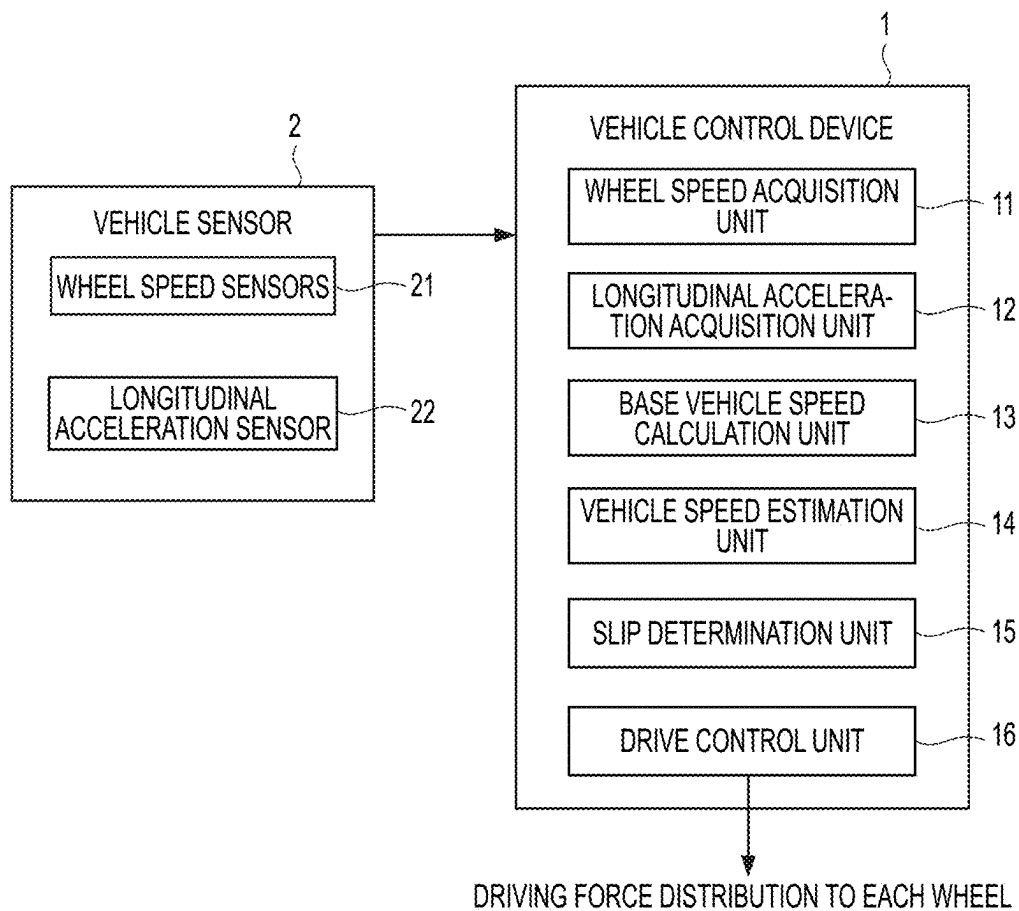 1
VEHICLE CONTROL DEVICE
2
VEHICLE SENSOR
WHEEL SPEED SENSORS
21
LONGITUDINAL
ACCELERATION SENSOR
22
WHEEL SPEED ACQUISITION
UNIT
11
LONGITUDINAL ACCELERA-
TION ACQUISITION UNIT
12
BASE VEHICLE SPEED
CALCULATION UNIT
13
VEHICLE SPEED ESTIMATION
UNIT
14
SLIP DETERMINATION UNIT
15
DRIVE CONTROL UNIT
16
DRIVING FORCE DISTRIBUTION TO EACH WHEEL